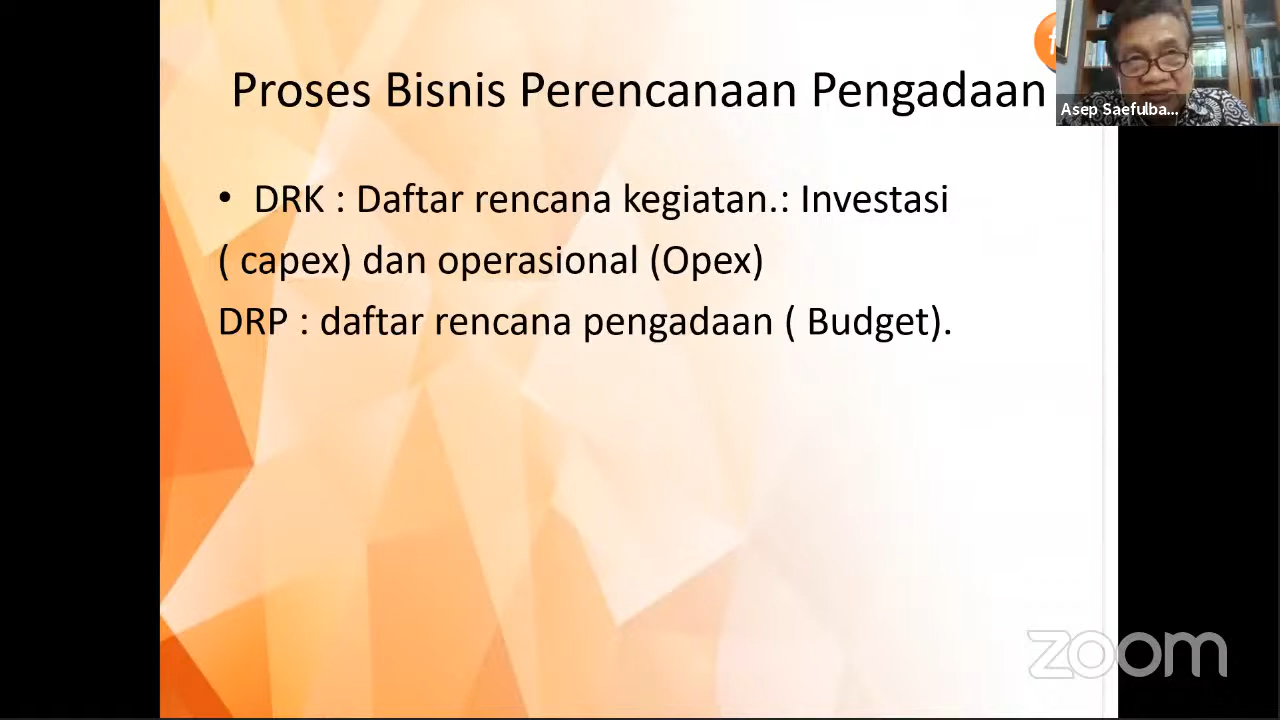 Proses Bisnis Perencanaan Pengadaan
Asep Saefulba...
• DRK : Daftar rencana kegiatan.: Investasi
( capex) dan operasional (Opex)
DRP : daftar rencana pengadaan ( Budget).
zoom